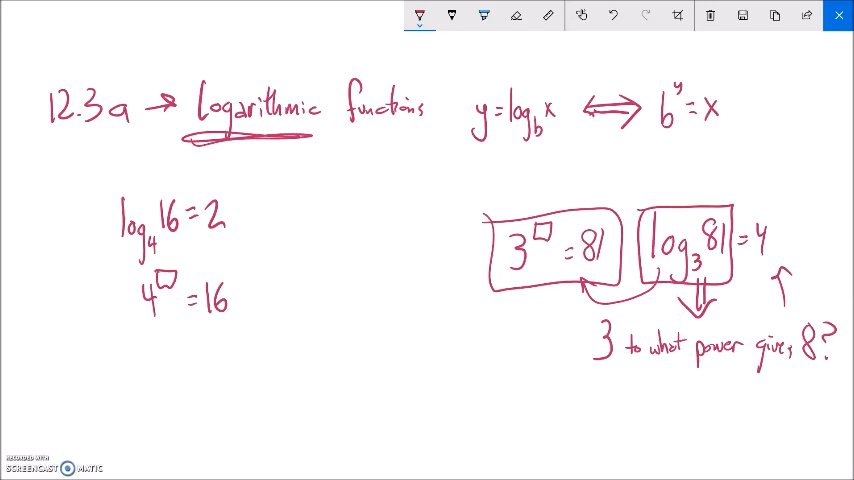 12.3a → Logarithmic functions
y = log_b x ⟺ b^y = x
log_4 16 = 2
4^□ = 16
3^□ = 81
log_3 81 = 4
3 to what power gives 8?
RECORDED WITH
SCREENCAST MATIC